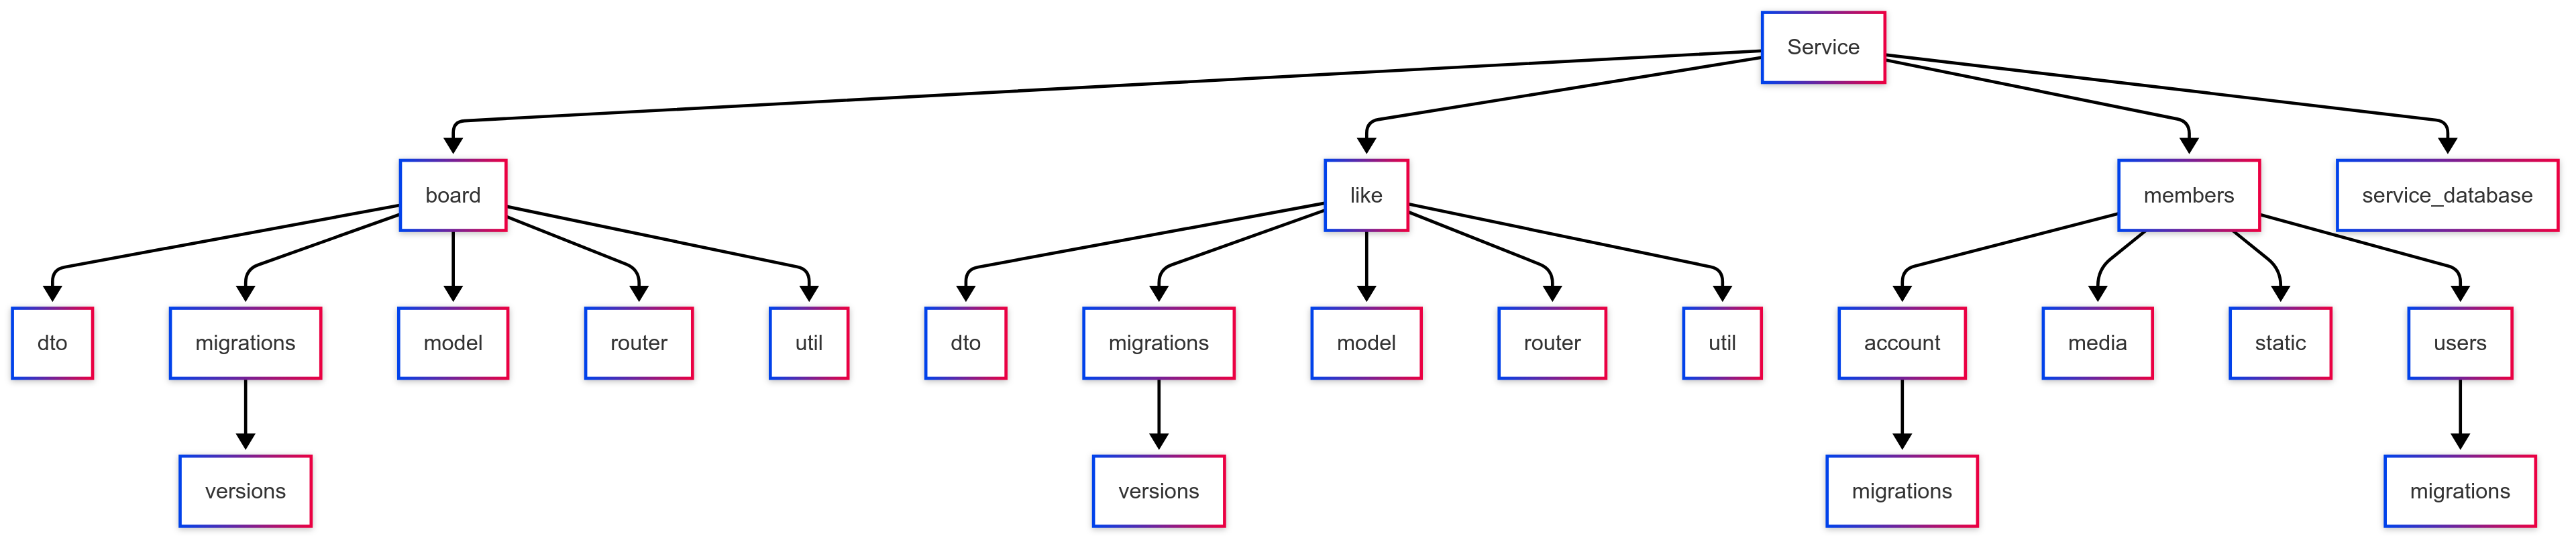 Service
board
like
members
service_database
dto
migrations
model
router
util
dto
migrations
model
router
util
account
media
static
users
versions
versions
migrations
migrations